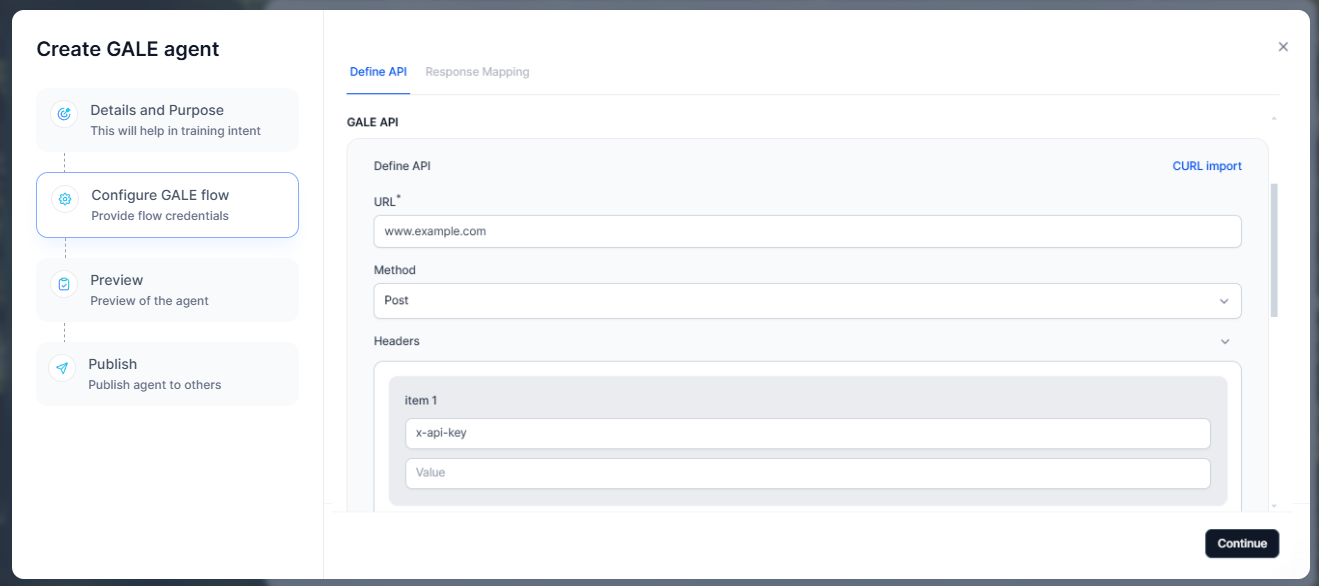 Create GALE agent
Details and Purpose
This will help in training intent
Configure GALE flow
Provide flow credentials
Preview
Preview of the agent
Publish
Publish agent to others
Define API
Response Mapping
GALE API
Define API
CURL import
URL*
www.example.com
Method
Post
Headers
item 1
x-api-key
Value
Continue